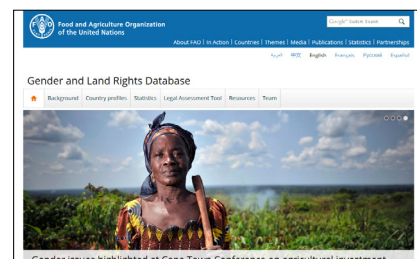 Food and Agriculture Organization
of the United Nations
Google Custom Search
About FAO | In Action | Countries | Themes | Media | Publications | Statistics | Partnerships
العربية 中文 English Français Русский Español
Gender and Land Rights Database
Background Country profiles Statistics Legal Assessment Tool Resources Team
Gender issues highlighted at Cape Town Conference on agricultural investment